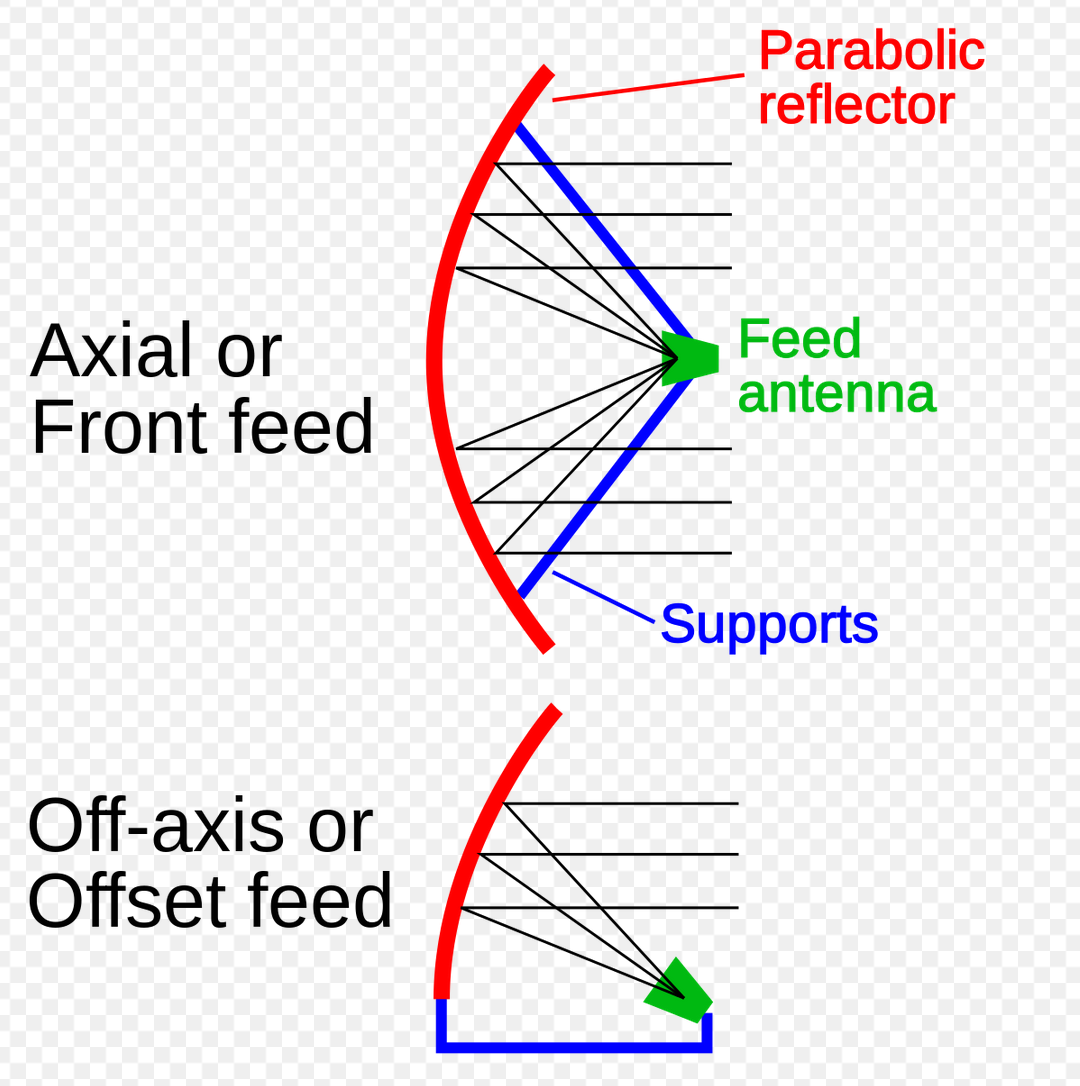 Parabolic
reflector
Axial or
Front feed
Feed
antenna
Supports
Off-axis or
Offset feed